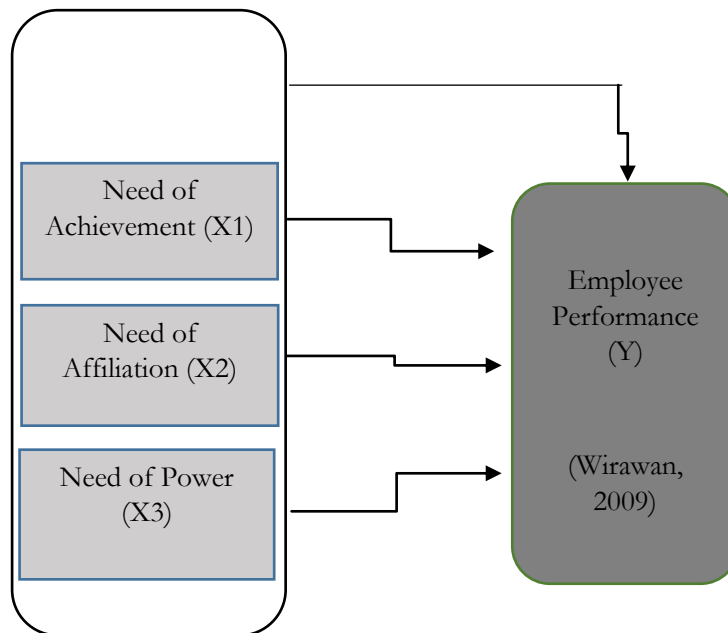 Need of
Achievement (X1)
Need of
Affiliation (X2)
Need of Power
(X3)
Employee
Performance
(Y)
(Wirawan,
2009)